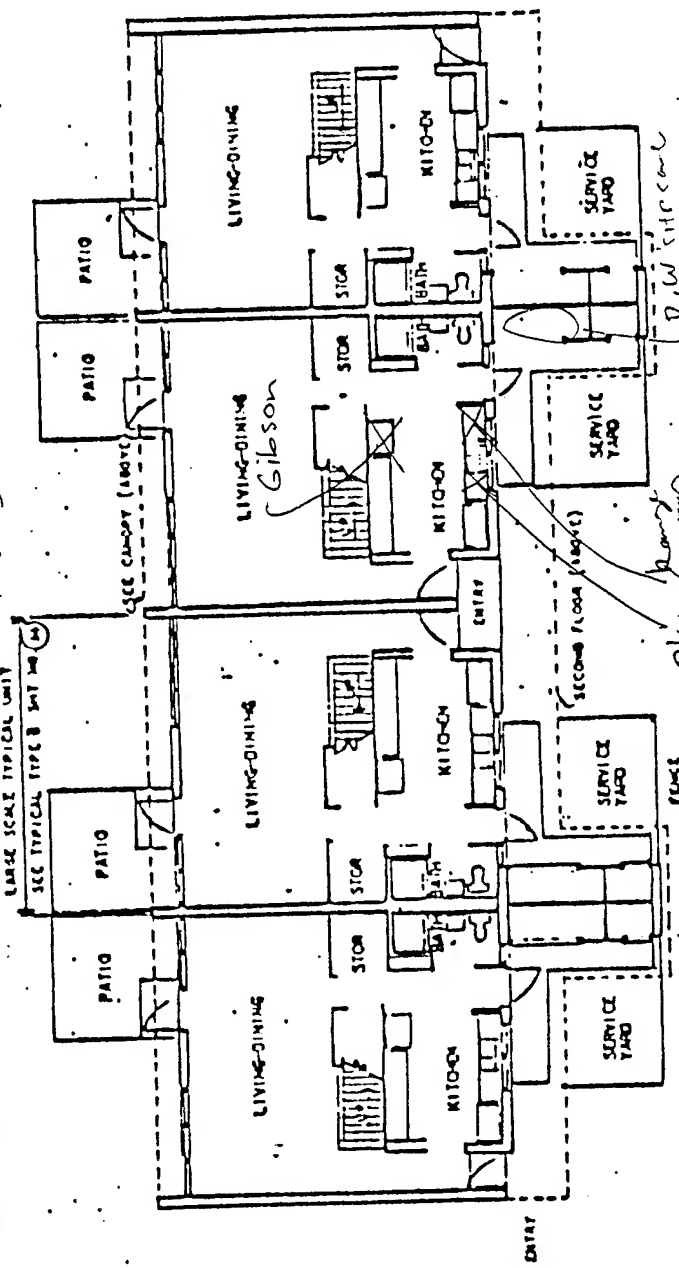 LARGE SCALE TYPICAL UNIT
SEE TYPICAL TYPE B SHT NO
PATIO
PATIO
PATIO
PATIO
SEE CANOPY (ABOVE)
LIVING-DINING
LIVING-DINING
LIVING-DINING
LIVING-DINING
Gibson
STOR
STOR
STOR
STOR
BATH
BATH
BATH
KITCHEN
KITCHEN
KITCHEN
KITCHEN
ENTRY
ENTRY
SECOND FLOOR (ABOVE)
SERVICE
YARD
SERVICE
YARD
SERVICE
YARD
SERVICE
YARD
FENCE